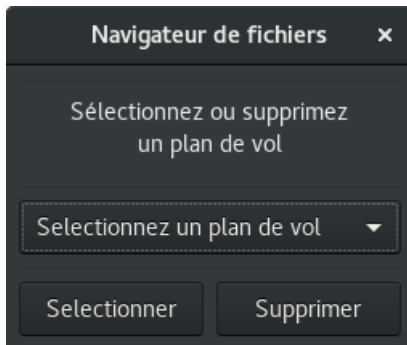 Navigateur de fichiers ×
Sélectionnez ou supprimez
un plan de vol
Selectionnez un plan de vol
Selectionner Supprimer